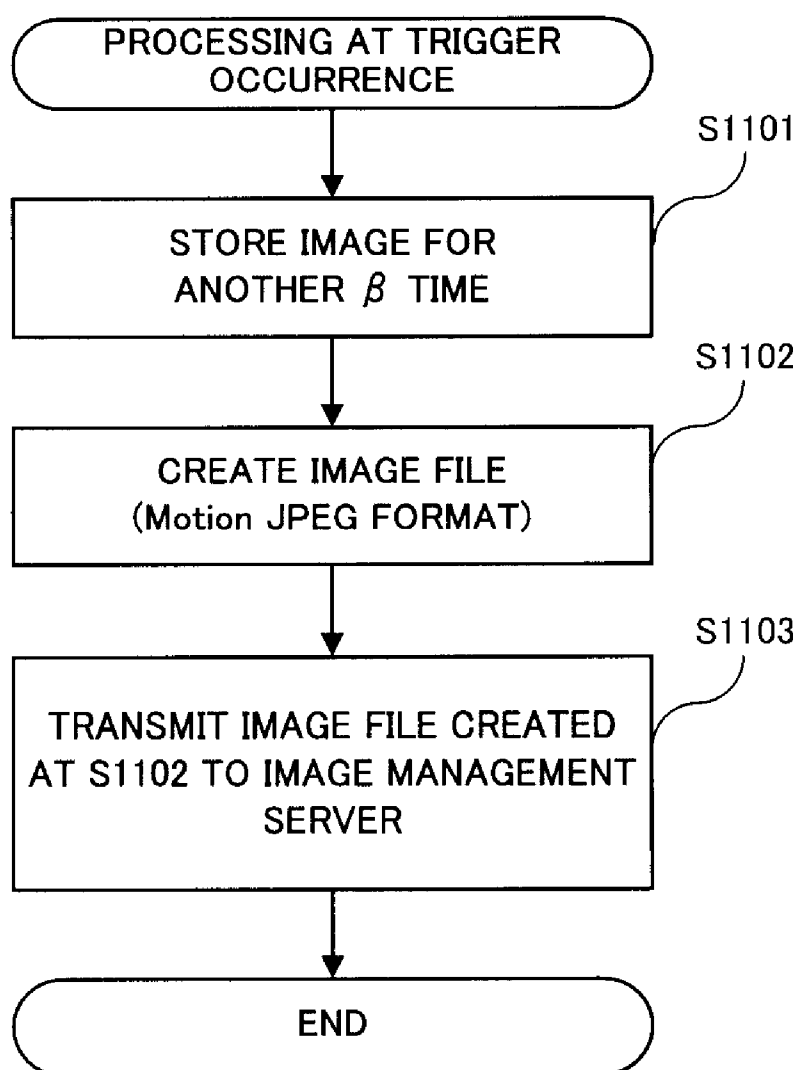 PROCESSING AT TRIGGER
OCCURRENCE
S1101
STORE IMAGE FOR
ANOTHER β TIME
S1102
CREATE IMAGE FILE
(Motion JPEG FORMAT)
S1103
TRANSMIT IMAGE FILE CREATED
AT S1102 TO IMAGE MANAGEMENT
SERVER
END